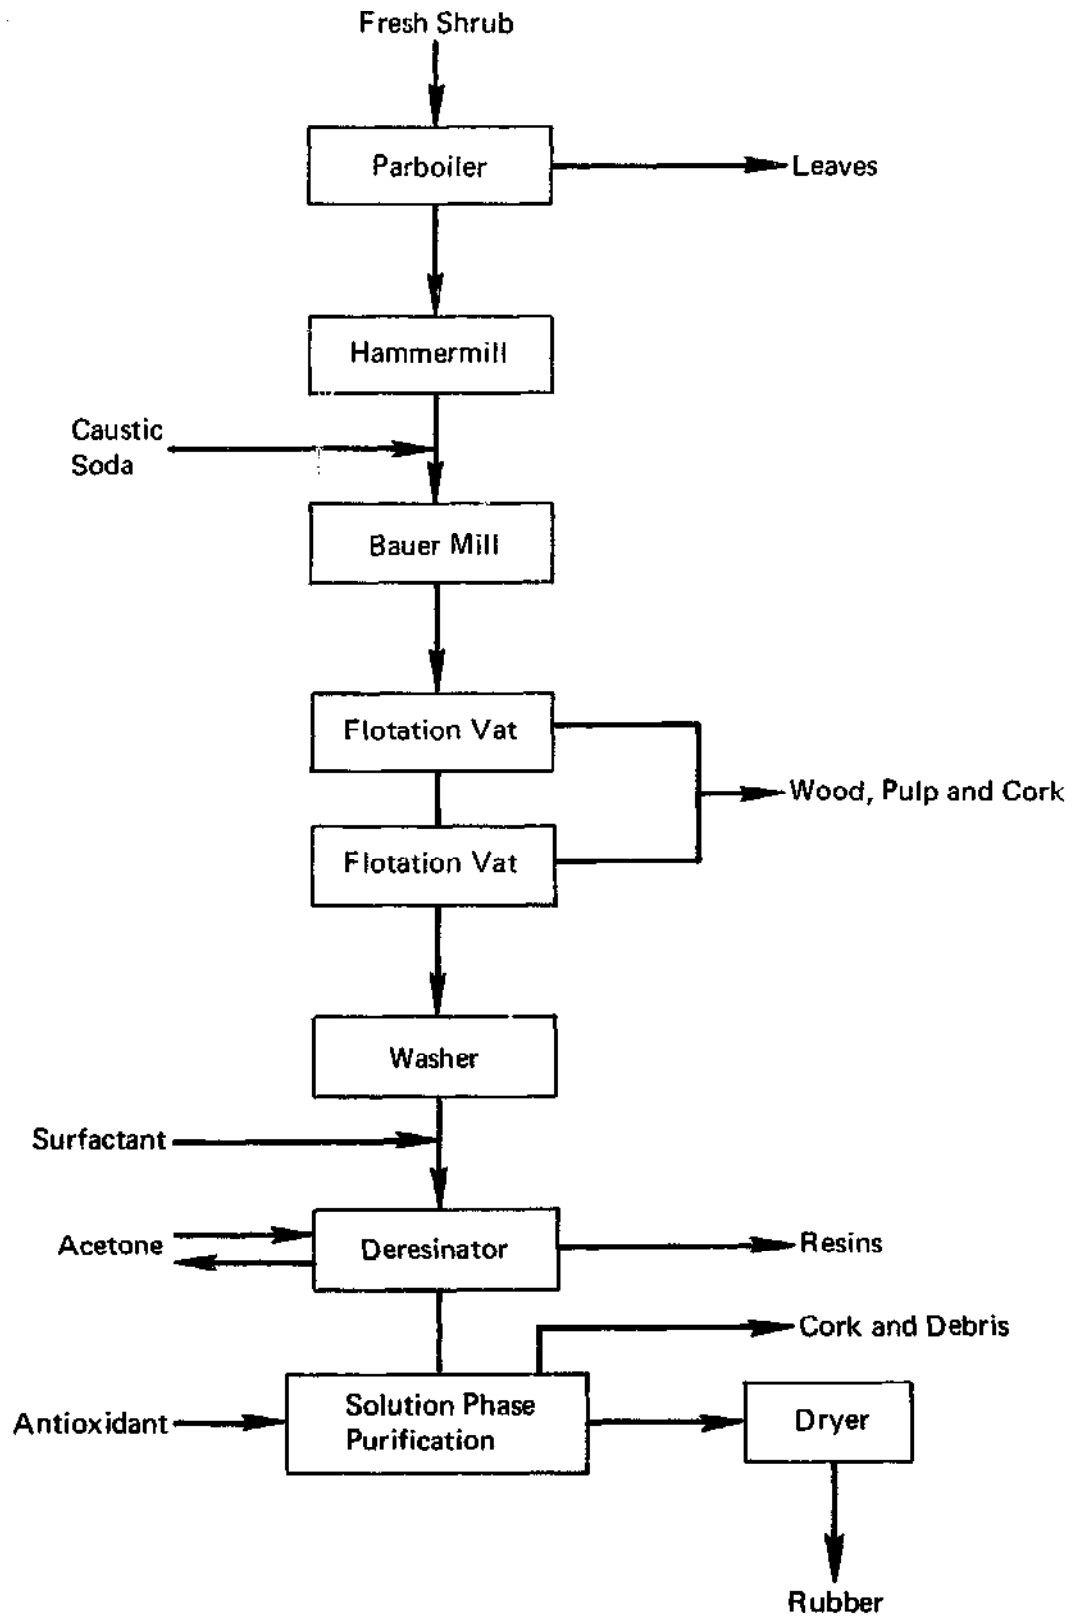 Fresh Shrub
Parboiler
Leaves
Hammermill
Caustic
Soda
Bauer Mill
Flotation Vat
Wood, Pulp and Cork
Flotation Vat
Washer
Surfactant
Acetone
Deresinator
Resins
Cork and Debris
Antioxidant
Solution Phase
Purification
Dryer
Rubber